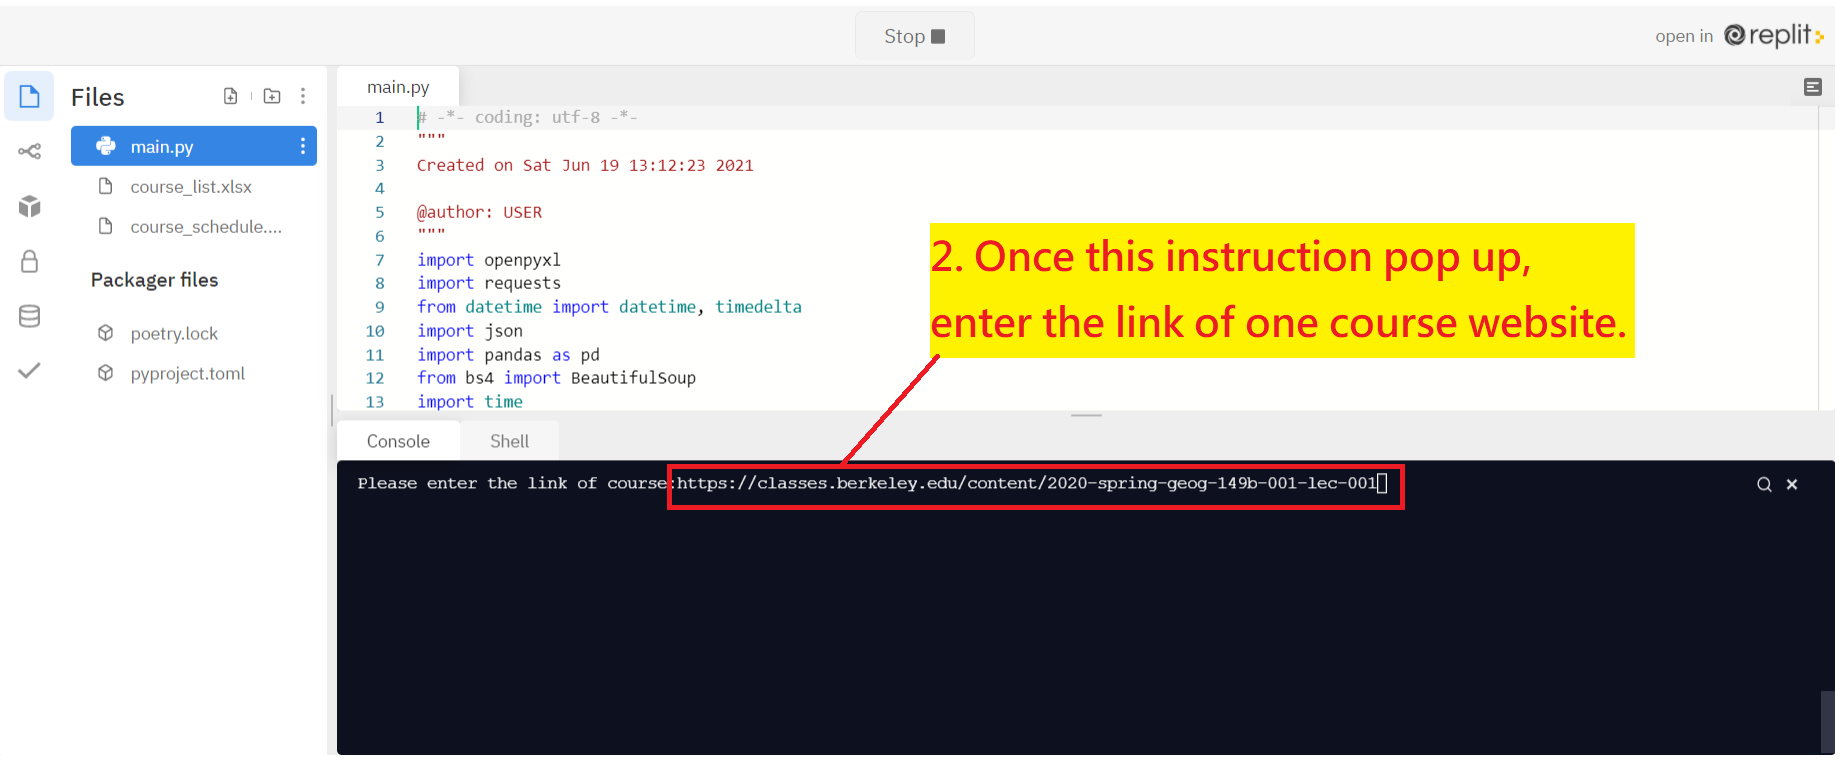 Stop
open in replit
Files
main.py
course_list.xlsx
course_schedule....
Packager files
poetry.lock
pyproject.toml
main.py
1 # -*- coding: utf-8 -*-
2 """
3 Created on Sat Jun 19 13:12:23 2021
4
5 @author: USER
6 """
7 import openpyxl
8 import requests
9 from datetime import datetime, timedelta
10 import json
11 import pandas as pd
12 from bs4 import BeautifulSoup
13 import time
2. Once this instruction pop up,
enter the link of one course website.
Console Shell
Please enter the link of course:https://classes.berkeley.edu/content/2020-spring-geog-149b-001-lec-001